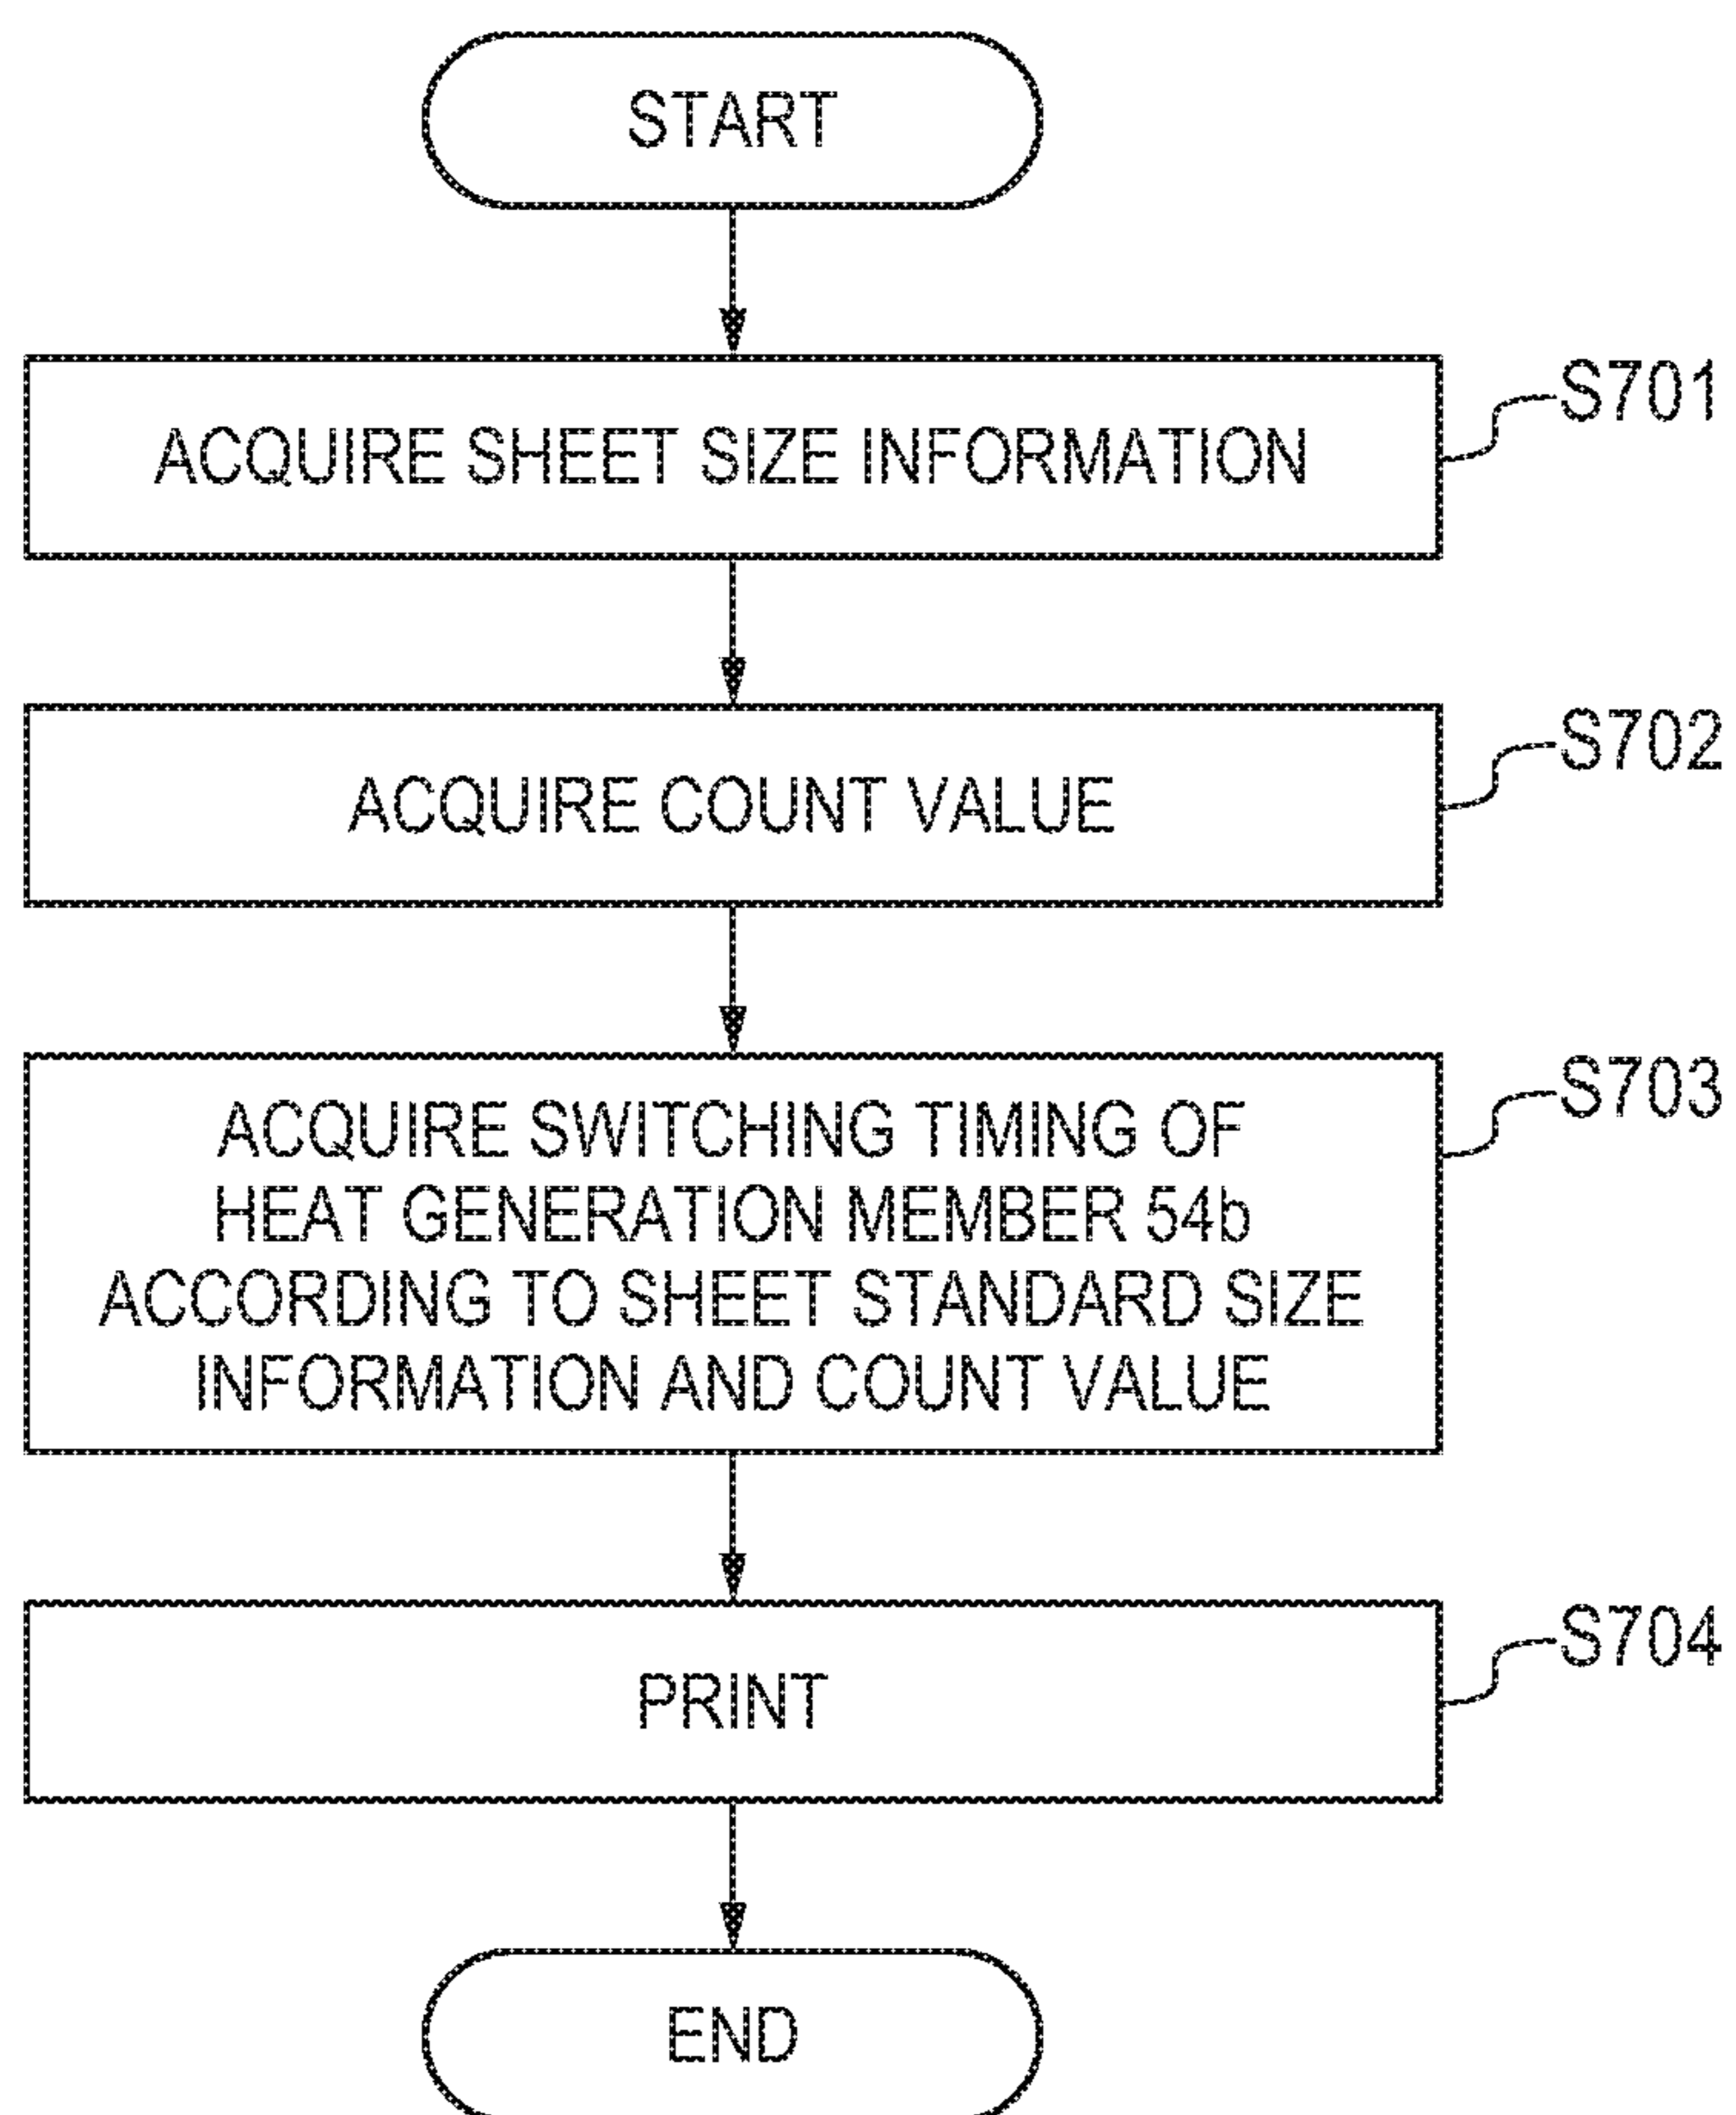 START
ACQUIRE SHEET SIZE INFORMATION
S701
ACQUIRE COUNT VALUE
S702
ACQUIRE SWITCHING TIMING OF
HEAT GENERATION MEMBER 54b
ACCORDING TO SHEET STANDARD SIZE
INFORMATION AND COUNT VALUE
S703
PRINT
S704
END